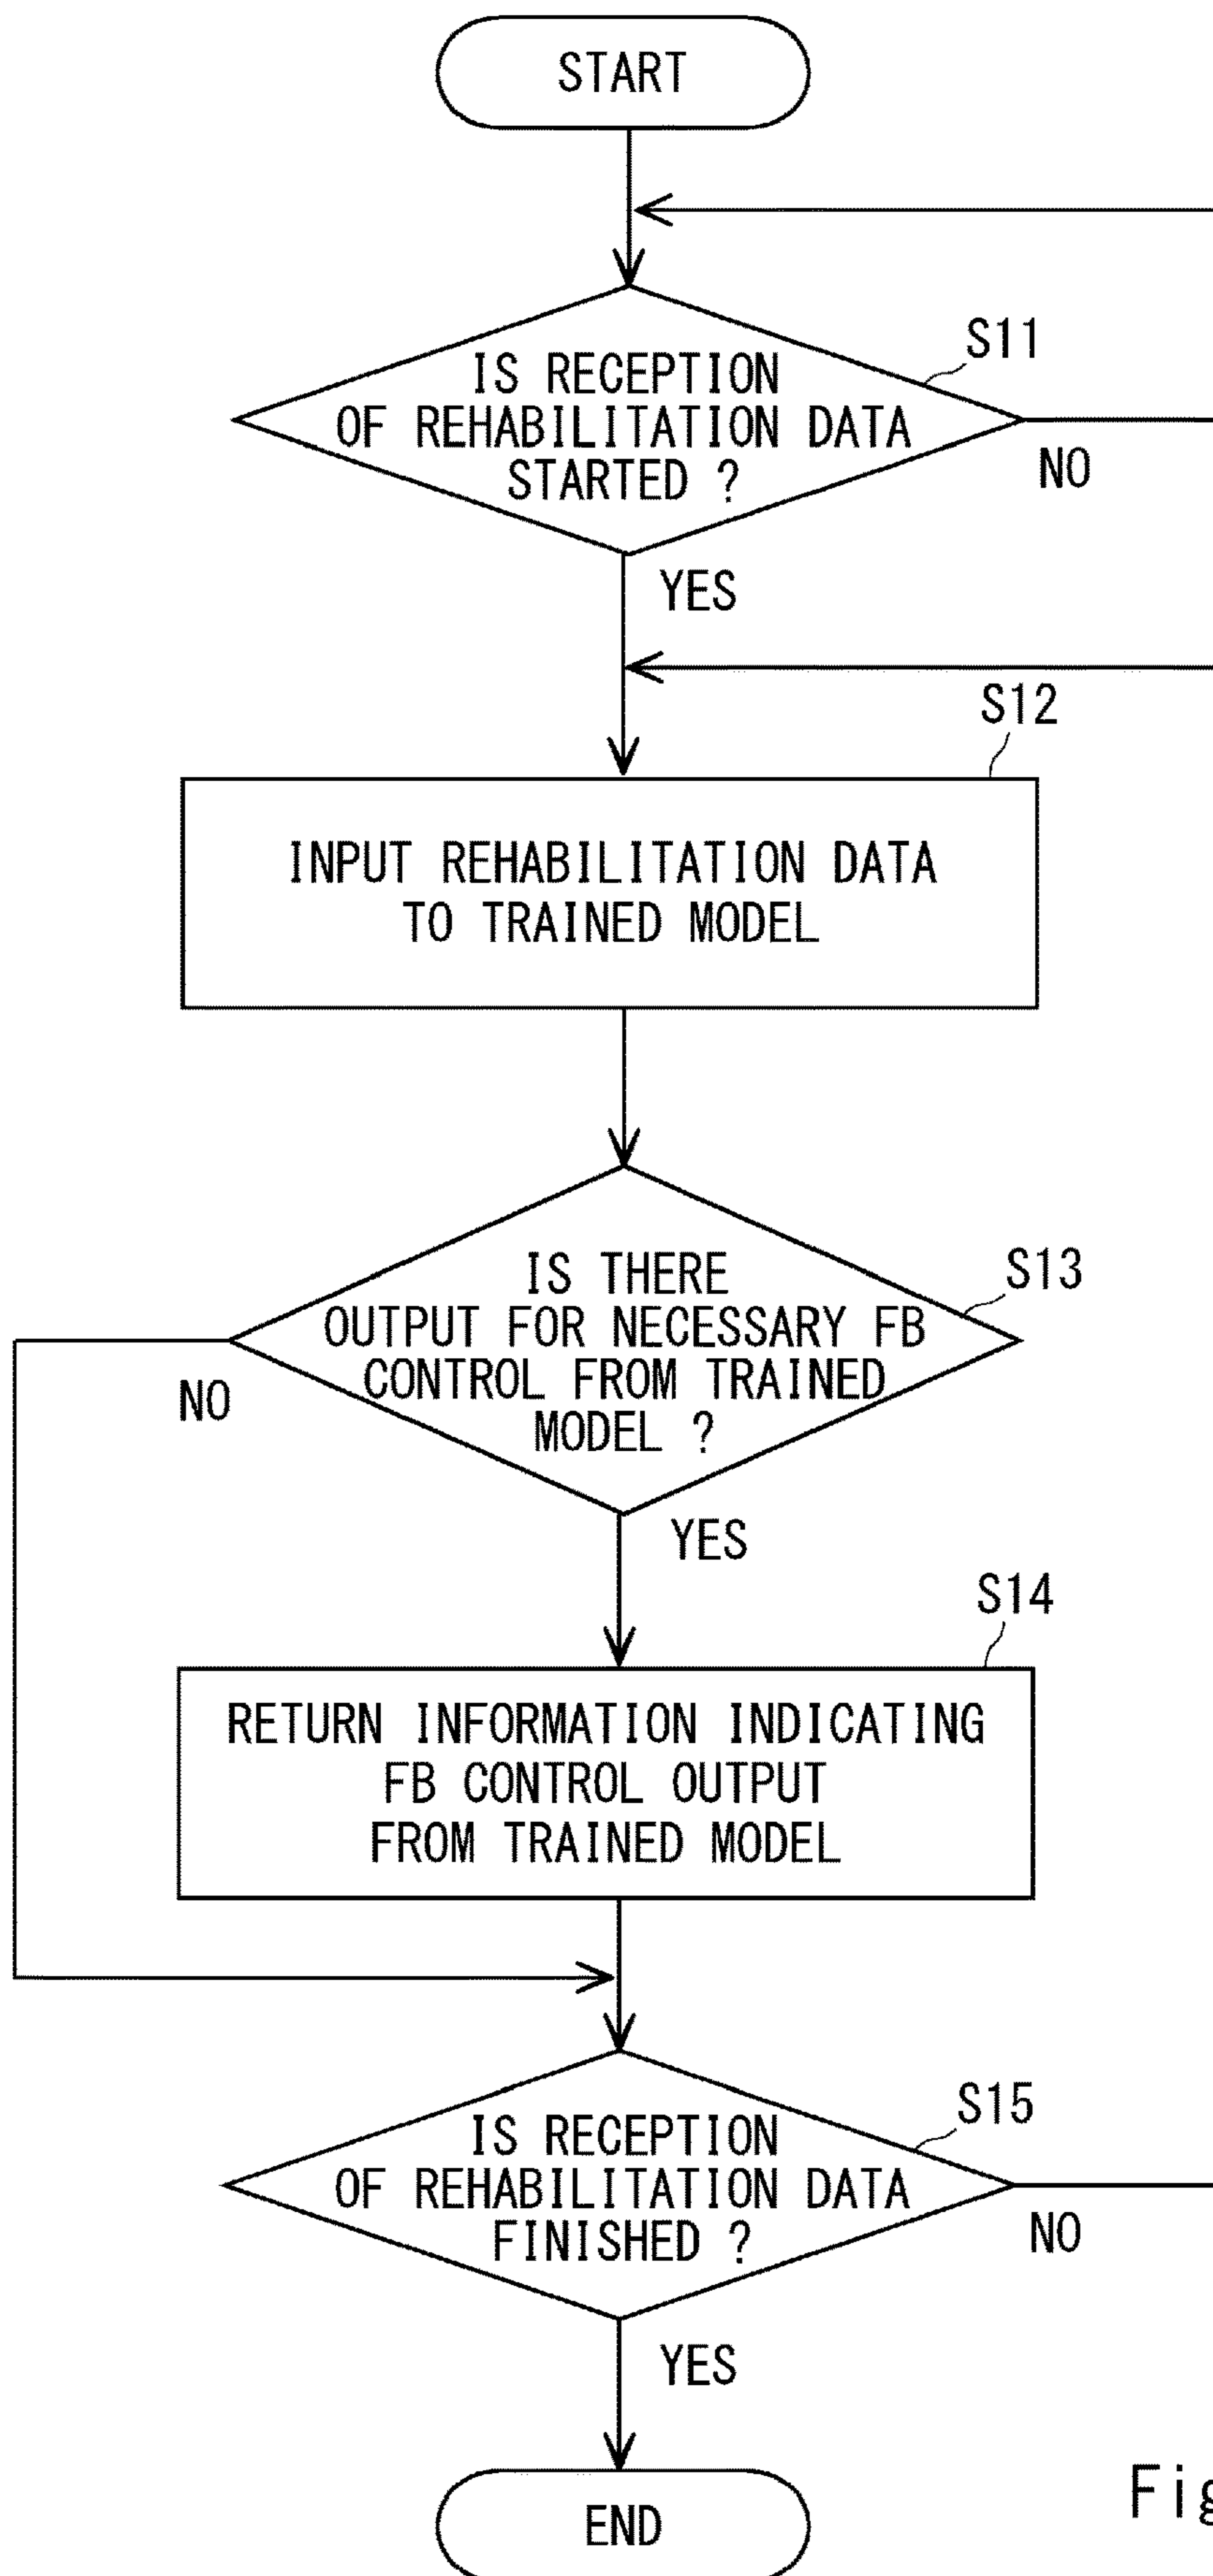 START
S11
IS RECEPTION
OF REHABILITATION DATA
STARTED ?
NO
YES
S12
INPUT REHABILITATION DATA
TO TRAINED MODEL
S13
IS THERE
OUTPUT FOR NECESSARY FB
CONTROL FROM TRAINED
MODEL ?
NO
YES
S14
RETURN INFORMATION INDICATING
FB CONTROL OUTPUT
FROM TRAINED MODEL
S15
IS RECEPTION
OF REHABILITATION DATA
FINISHED ?
NO
YES
END
Fig